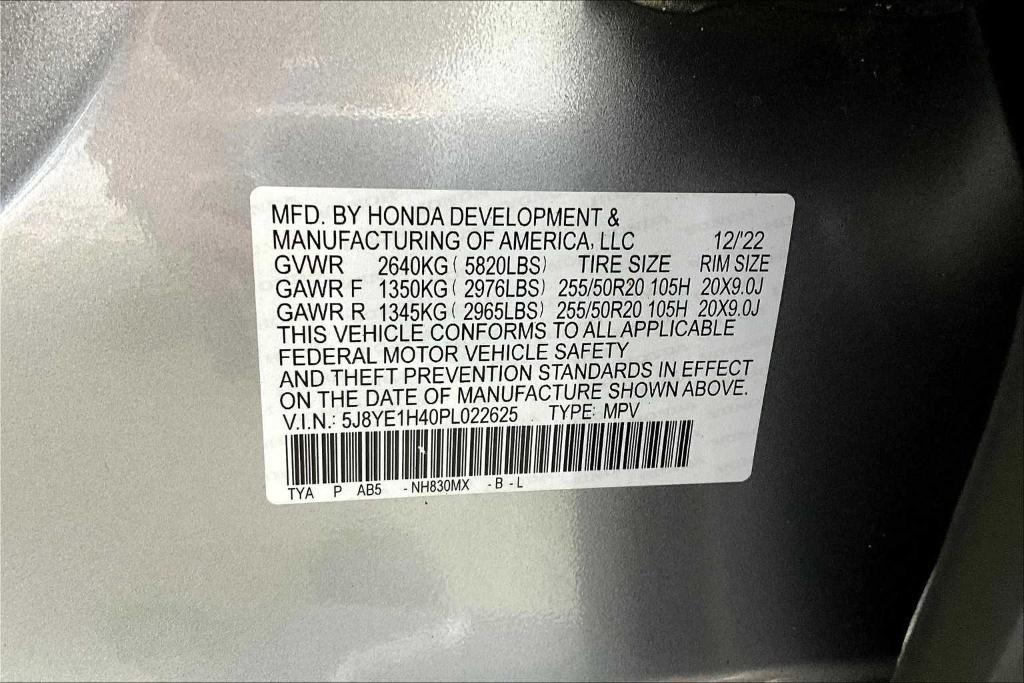 MFD. BY HONDA DEVELOPMENT &
MANUFACTURING OF AMERICA, LLC 12/'22
GVWR 2640KG ( 5820LBS) TIRE SIZE RIM SIZE
GAWR F 1350KG ( 2976LBS) 255/50R20 105H 20X9.0J
GAWR R 1345KG ( 2965LBS) 255/50R20 105H 20X9.0J
THIS VEHICLE CONFORMS TO ALL APPLICABLE
FEDERAL MOTOR VEHICLE SAFETY
AND THEFT PREVENTION STANDARDS IN EFFECT
ON THE DATE OF MANUFACTURE SHOWN ABOVE.
V.I.N.: 5J8YE1H40PL022625 TYPE: MPV
TYA P AB5 -NH830MX -B -L